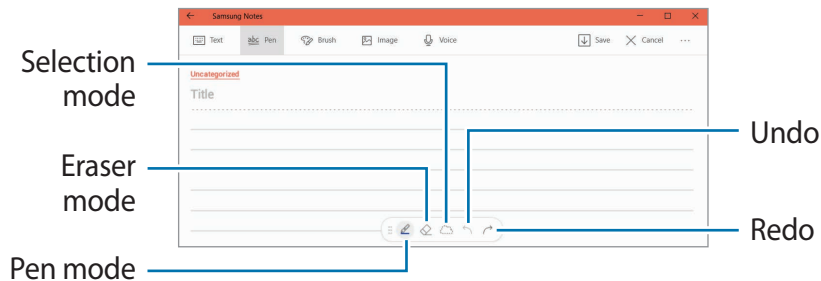 Samsung Notes
Text abc Pen Brush Image Voice Save Cancel ...
Uncategorized
Title
Selection
mode
Eraser
mode
Pen mode
Undo
Redo